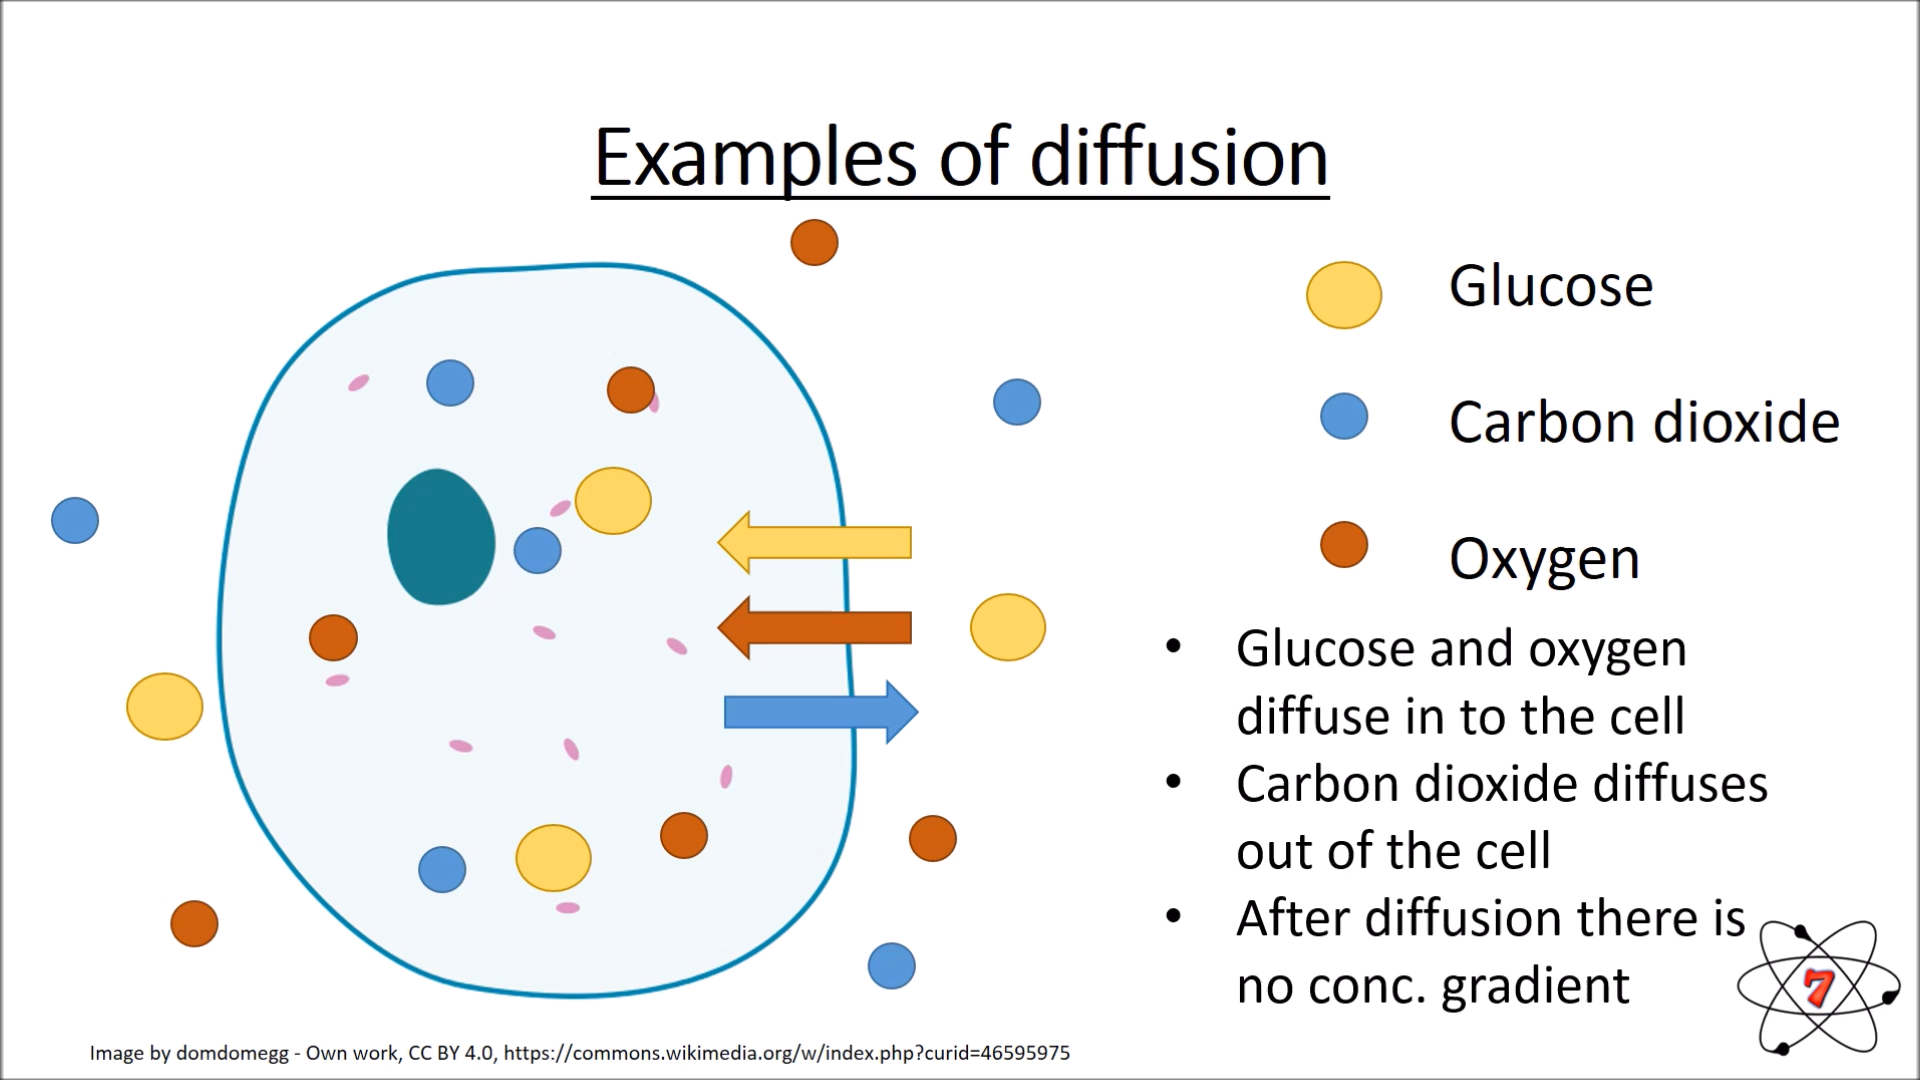 Examples of diffusion
Glucose
Carbon dioxide
Oxygen
• Glucose and oxygen
diffuse in to the cell
• Carbon dioxide diffuses
out of the cell
• After diffusion there is
no conc. gradient
7
Image by domdomegg - Own work, CC BY 4.0, https://commons.wikimedia.org/w/index.php?curid=46595975